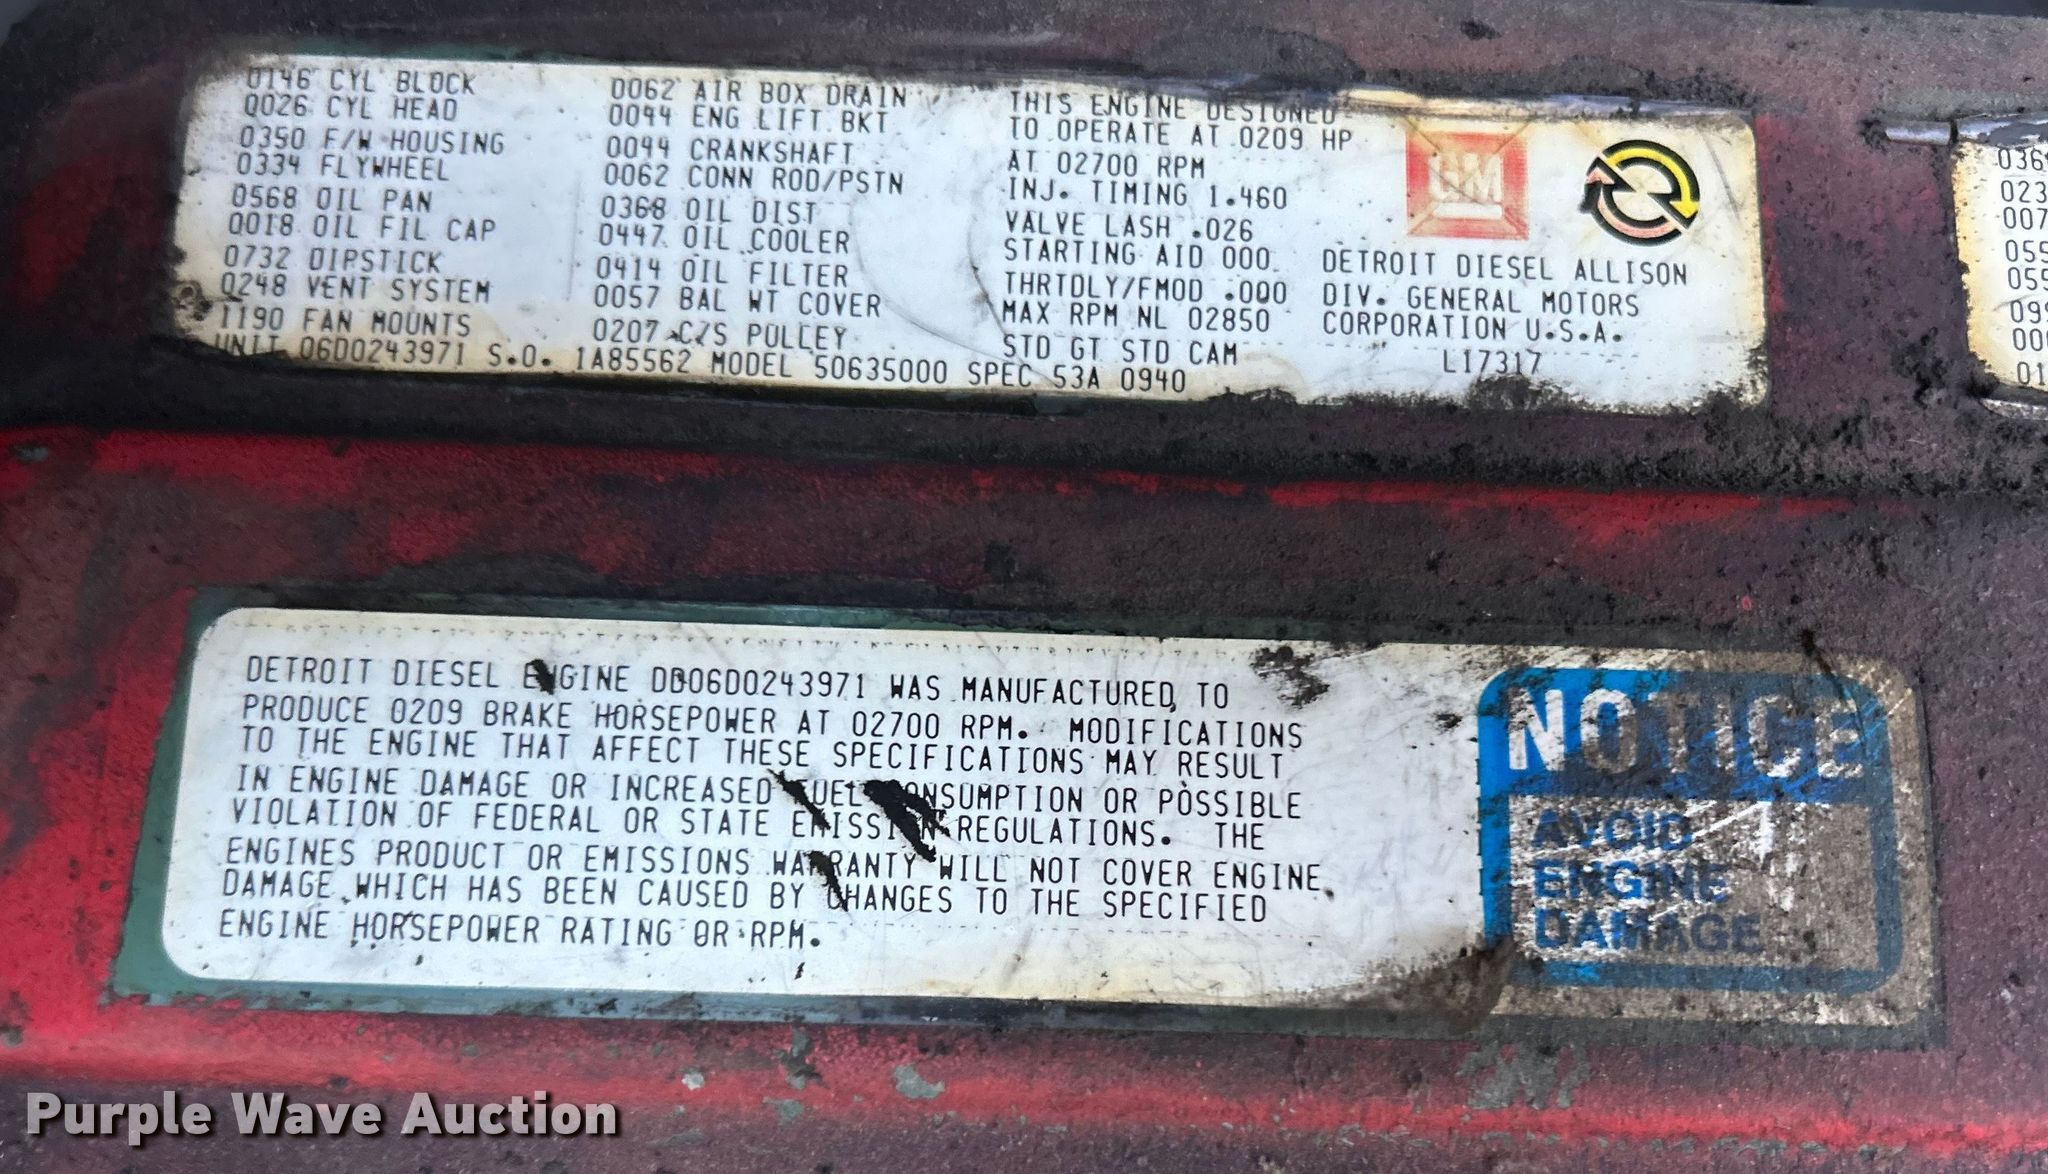 0146 CYL BLOCK
0026 CYL HEAD
0350 F/W HOUSING
0334 FLYWHEEL
0568 OIL PAN
0018 OIL FIL CAP
0732 DIPSTICK
0248 VENT SYSTEM
1190 FAN MOUNTS
0062 AIR BOX DRAIN
0094 ENG LIFT BKT
0044 CRANKSHAFT
0062 CONN ROD/PSTN
0368 OIL DIST
0447 OIL COOLER
0414 OIL FILTER
0057 BAL WT COVER
0207 C/S PULLEY
THIS ENGINE DESIGNED
TO OPERATE AT 0209 HP
AT 02700 RPM
INJ. TIMING 1.460
VALVE LASH .026
STARTING AID 000
THRTDLY/FMOD .000
MAX RPM NL 02850
STD GT STD CAM
UNIT 06D0243971 S.O. 1A85562 MODEL 50635000 SPEC 53A 0940
GM
DETROIT DIESEL ALLISON
DIV. GENERAL MOTORS
CORPORATION U.S.A.
L17317
DETROIT DIESEL ENGINE DD06D0243971 WAS MANUFACTURED TO
PRODUCE 0209 BRAKE HORSEPOWER AT 02700 RPM. MODIFICATIONS
TO THE ENGINE THAT AFFECT THESE SPECIFICATIONS MAY RESULT
IN ENGINE DAMAGE OR INCREASED FUEL CONSUMPTION OR POSSIBLE
VIOLATION OF FEDERAL OR STATE EMISSION REGULATIONS. THE
ENGINES PRODUCT OR EMISSIONS WARRANTY WILL NOT COVER ENGINE
DAMAGE WHICH HAS BEEN CAUSED BY CHANGES TO THE SPECIFIED
ENGINE HORSEPOWER RATING OR RPM.
NOTICE
AVOID
ENGINE
DAMAGE
Purple Wave Auction